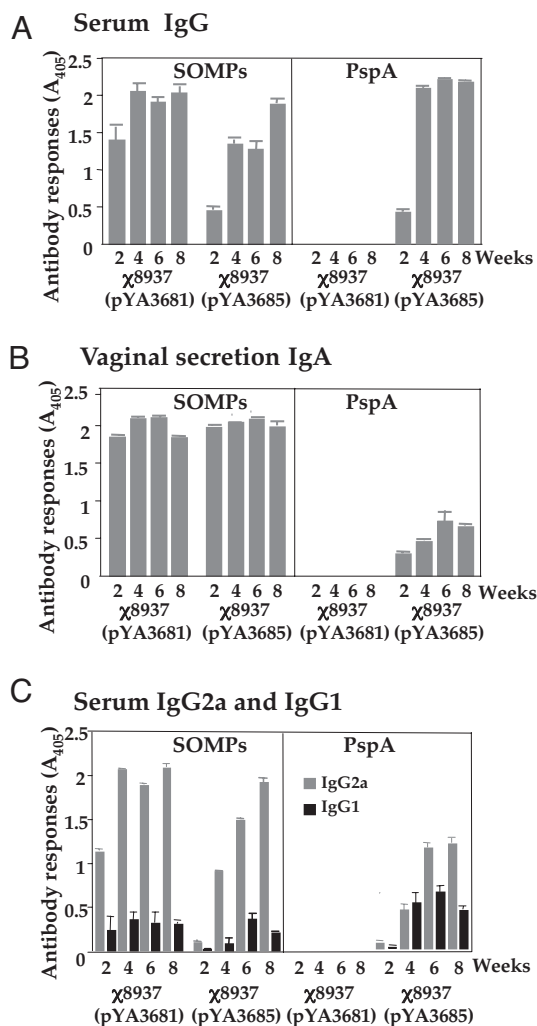 A Serum IgG
SOMPs PspA
Antibody responses (A405)
2.5
2
1.5
1
0.5
0
2 4 6 8 2 4 6 8 2 4 6 8 2 4 6 8 Weeks
χ8937 χ8937 χ8937 χ8937
(pYA3681) (pYA3685) (pYA3681) (pYA3685)
B Vaginal secretion IgA
SOMPs PspA
Antibody responses (A405)
2.5
2
1.5
1
0.5
0
2 4 6 8 2 4 6 8 2 4 6 8 2 4 6 8 Weeks
χ8937 χ8937 χ8937 χ8937
(pYA3681) (pYA3685) (pYA3681) (pYA3685)
C Serum IgG2a and IgG1
SOMPs PspA
Antibody responses (A405)
2.5
2
1.5
1
0.5
0
IgG2a
IgG1
2 4 6 8 2 4 6 8 2 4 6 8 2 4 6 8 Weeks
χ8937 χ8937 χ8937 χ8937
(pYA3681) (pYA3685) (pYA3681) (pYA3685)